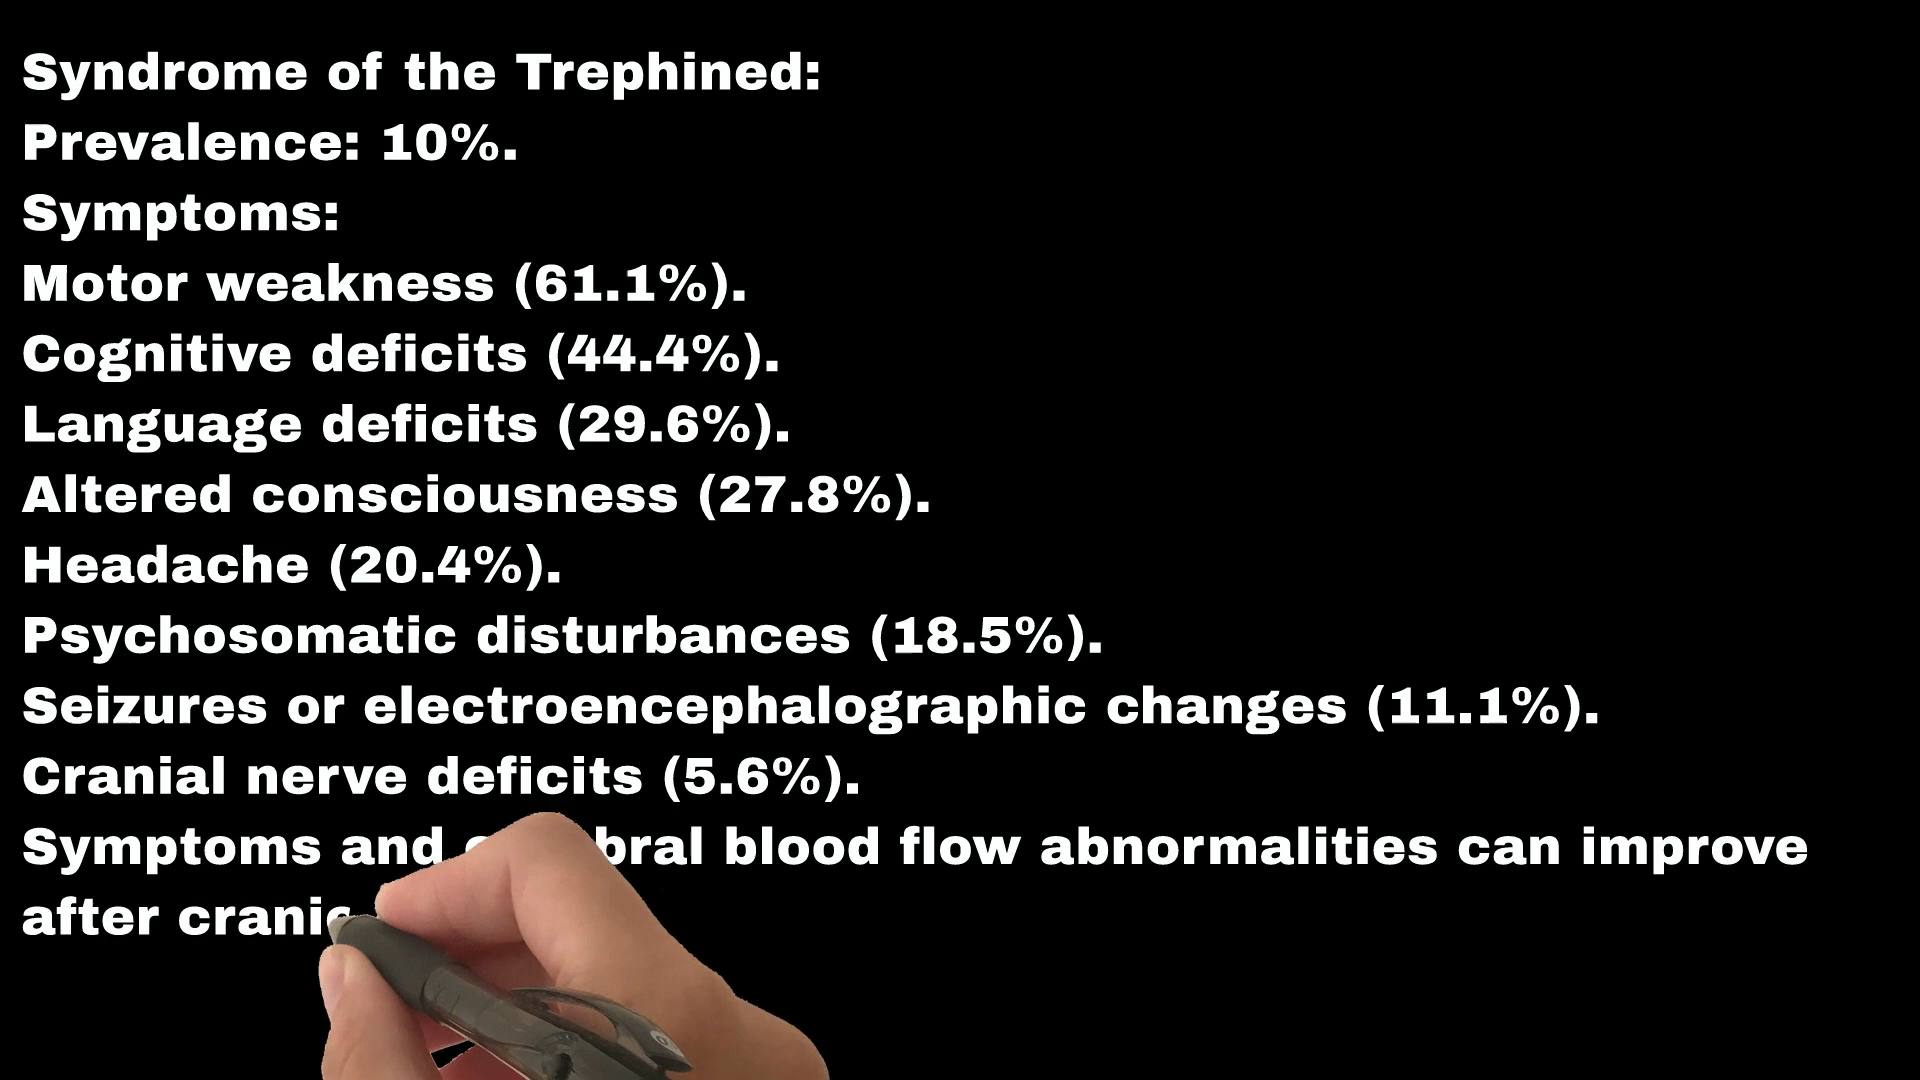 Syndrome of the Trephined:
Prevalence: 10%.
Symptoms:
Motor weakness (61.1%).
Cognitive deficits (44.4%).
Language deficits (29.6%).
Altered consciousness (27.8%).
Headache (20.4%).
Psychosomatic disturbances (18.5%).
Seizures or electroencephalographic changes (11.1%).
Cranial nerve deficits (5.6%).
Symptoms and blood flow abnormalities can improve
after